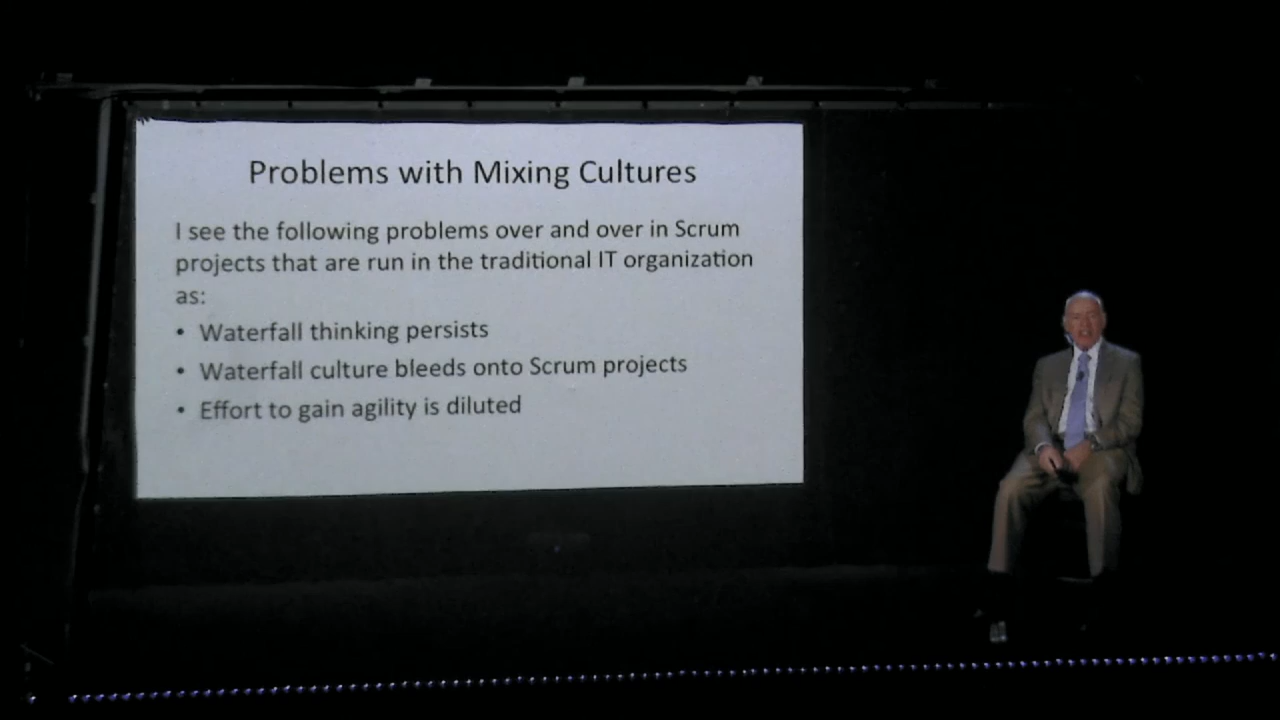 Problems with Mixing Cultures
I see the following problems over and over in Scrum
projects that are run in the traditional IT organization
as:
• Waterfall thinking persists
• Waterfall culture bleeds onto Scrum projects
• Effort to gain agility is diluted